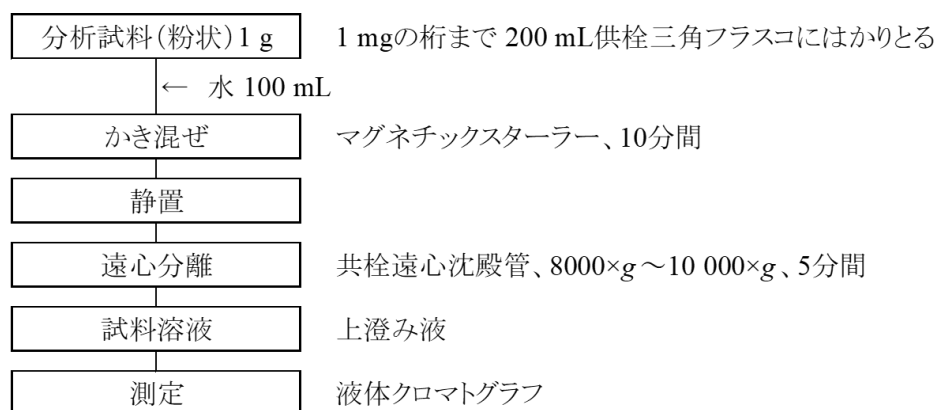 分析試料(粉状)1 g 1 mgの桁まで 200 mL供栓三角フラスコにはかりとる
← 水 100 mL
かき混ぜ マグネチックスターラー、10分間
静置
遠心分離 共栓遠心沈殿管、8000×g~10 000×g、5分間
試料溶液 上澄み液
測定 液体クロマトグラフ